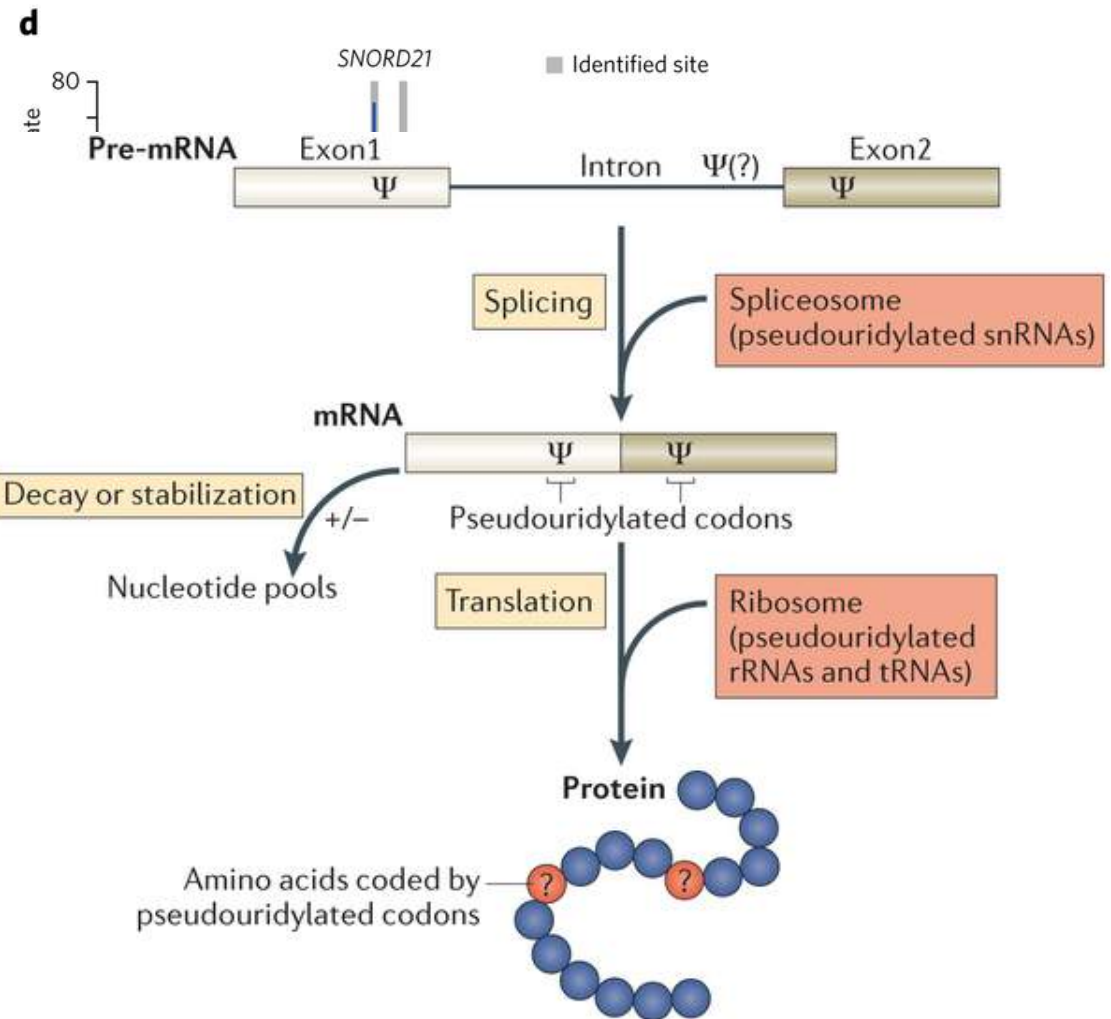 d
SNORD21
Identified site
80
Pre-mRNA
Exon1
Intron
Ψ(?)
Exon2
Ψ
Ψ
Splicing
Spliceosome
(pseudouridylated snRNAs)
mRNA
Ψ
Ψ
Decay or stabilization
+/–
Pseudouridylated codons
Nucleotide pools
Translation
Ribosome
(pseudouridylated
rRNAs and tRNAs)
Protein
Amino acids coded by
pseudouridylated codons
?
?